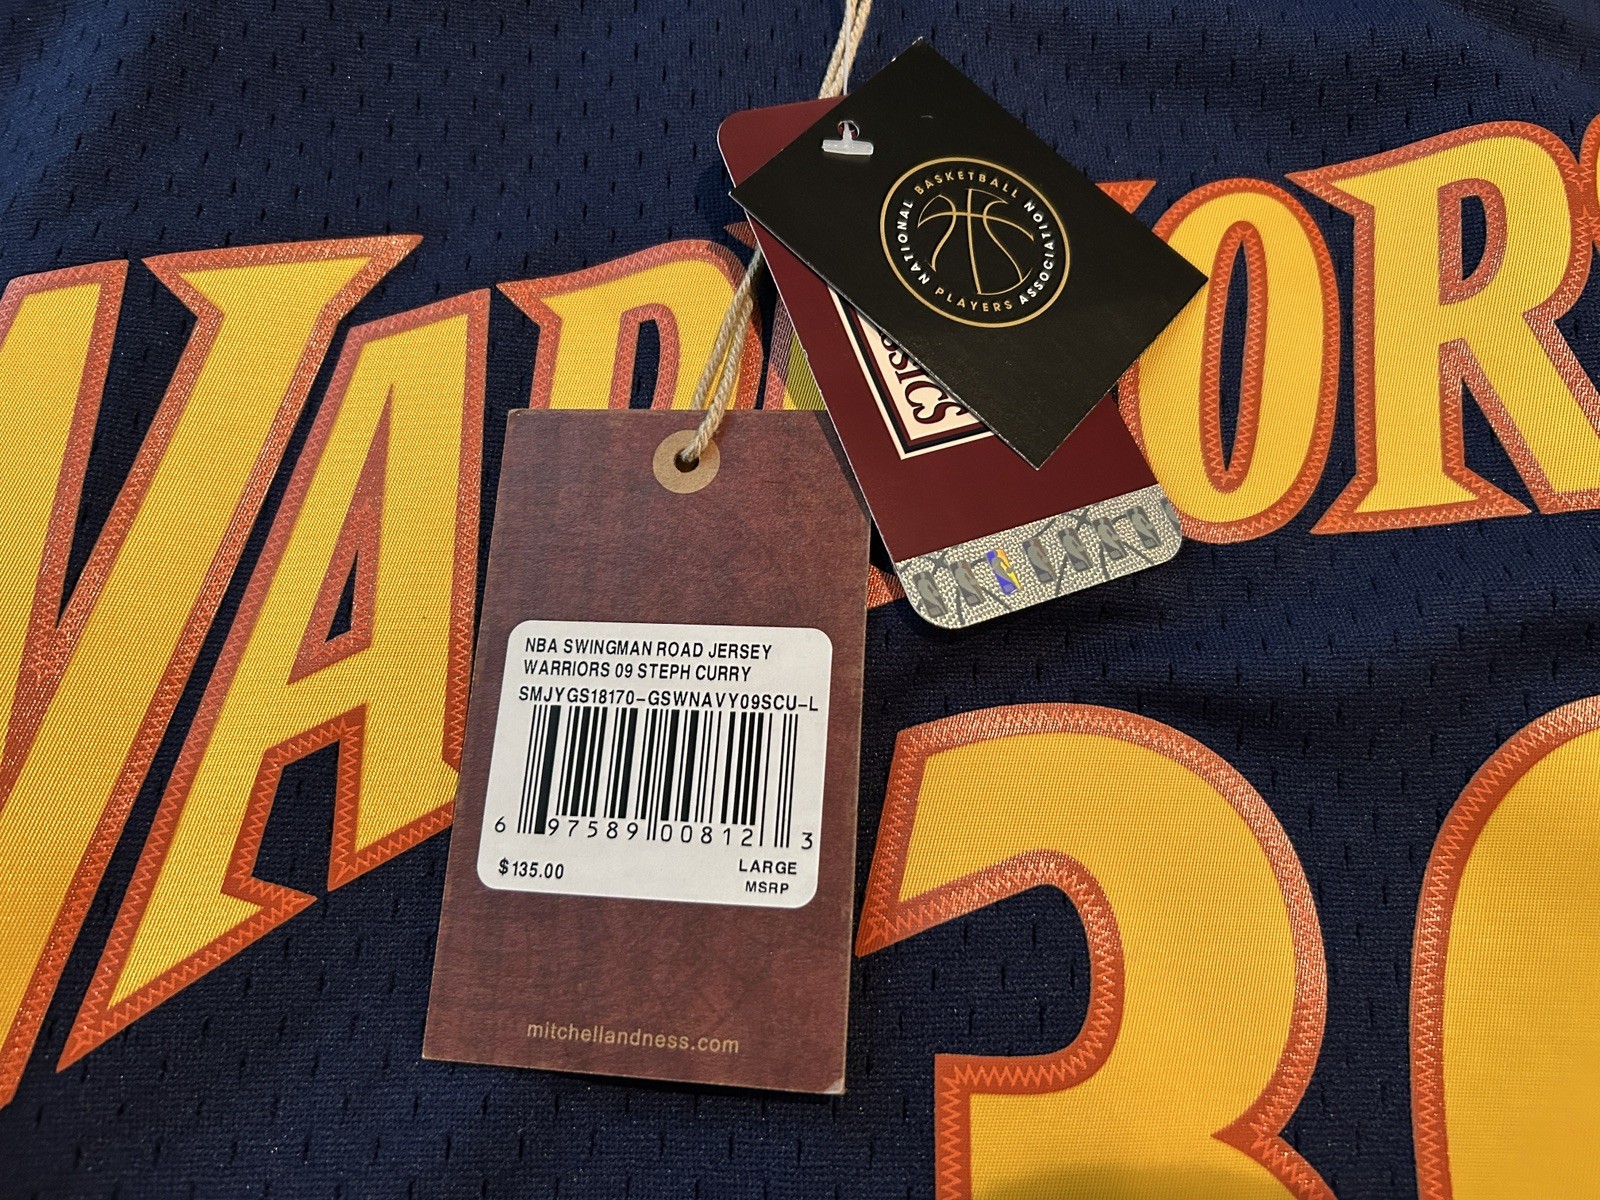 NATIONAL BASKETBALL
PLAYERS ASSOCIATION
NBA SWINGMAN ROAD JERSEY
WARRIORS 09 STEPH CURRY
SMJYGS18170-GSWNAVY09SCU-L
6 97589 00812 3
$135.00 LARGE
MSRP
mitchellandness.com